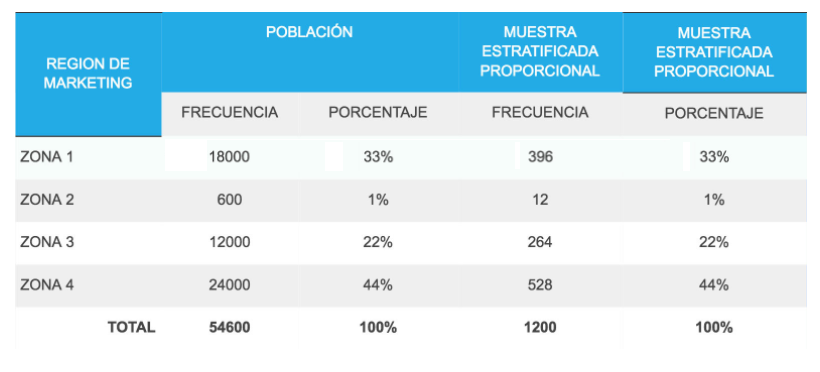 REGION DE
MARKETING
POBLACIÓN
MUESTRA
ESTRATIFICADA
PROPORCIONAL
MUESTRA
ESTRATIFICADA
PROPORCIONAL
FRECUENCIA PORCENTAJE FRECUENCIA PORCENTAJE
ZONA 1 18000 33% 396 33%
ZONA 2 600 1% 12 1%
ZONA 3 12000 22% 264 22%
ZONA 4 24000 44% 528 44%
TOTAL 54600 100% 1200 100%